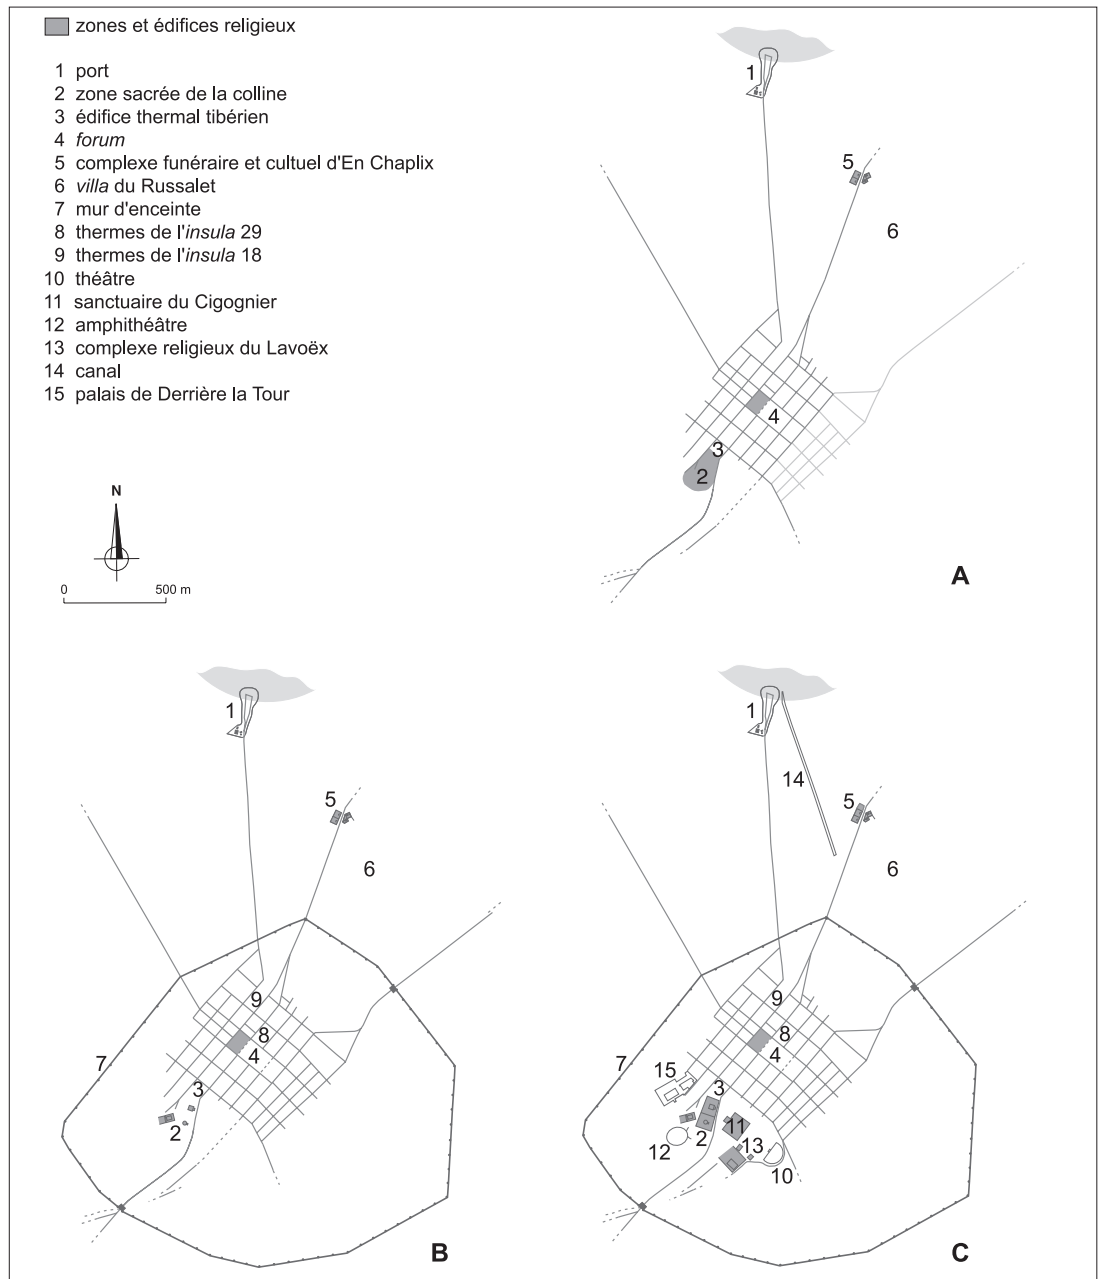 zones et édifices religieux
1 port
2 zone sacrée de la colline
3 édifice thermal tibérien
4 forum
5 complexe funéraire et cultuel d'En Chaplix
6 villa du Russalet
7 mur d'enceinte
8 thermes de l'insula 29
9 thermes de l'insula 18
10 théâtre
11 sanctuaire du Cigognier
12 amphithéâtre
13 complexe religieux du Lavoëx
14 canal
15 palais de Derrière la Tour
N
0 500 m
1
5
6
4
3
2
A
1
5
6
9
8
4
7
3
2
B
1
14
5
6
9
8
4
7
15
3
11
2
12
13
10
C